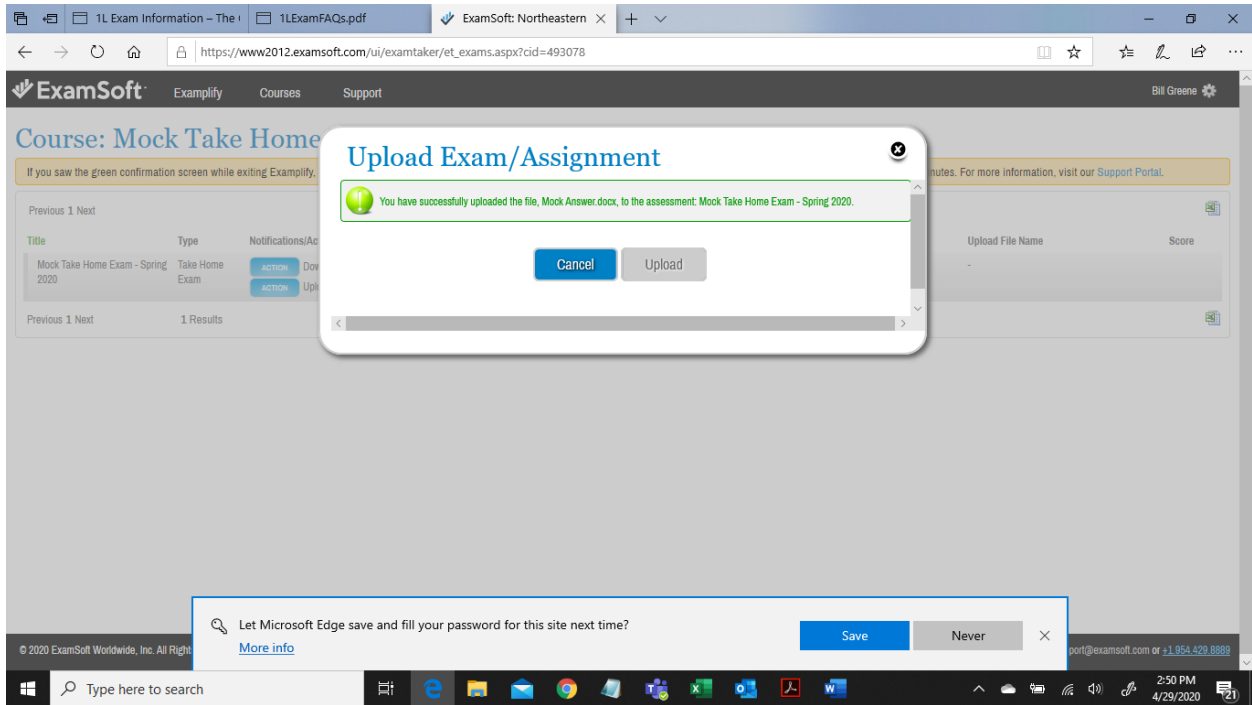 1L Exam Information – The
1LExamFAQs.pdf
ExamSoft: Northeastern
https://www2012.examsoft.com/ui/examtaker/et_exams.aspx?cid=493078
ExamSoft
Examplify
Courses
Support
Bill Greene
Course: Mock Take Home
Upload Exam/Assignment
If you saw the green confirmation screen while exiting Examplify,
nutes. For more information, visit our Support Portal.
You have successfully uploaded the file, Mock Answer.docx, to the assessment: Mock Take Home Exam - Spring 2020.
Previous 1 Next
Title
Type
Notifications/Ac
Upload File Name
Score
Mock Take Home Exam - Spring 2020
Take Home Exam
ACTION Dow
ACTION Upl
-
Cancel
Upload
Previous 1 Next
1 Results
Let Microsoft Edge save and fill your password for this site next time?
More info
Save
Never
© 2020 ExamSoft Worldwide, Inc. All Right
port@examsoft.com or +1.954.429.8889
Type here to search
2:50 PM
4/29/2020
21